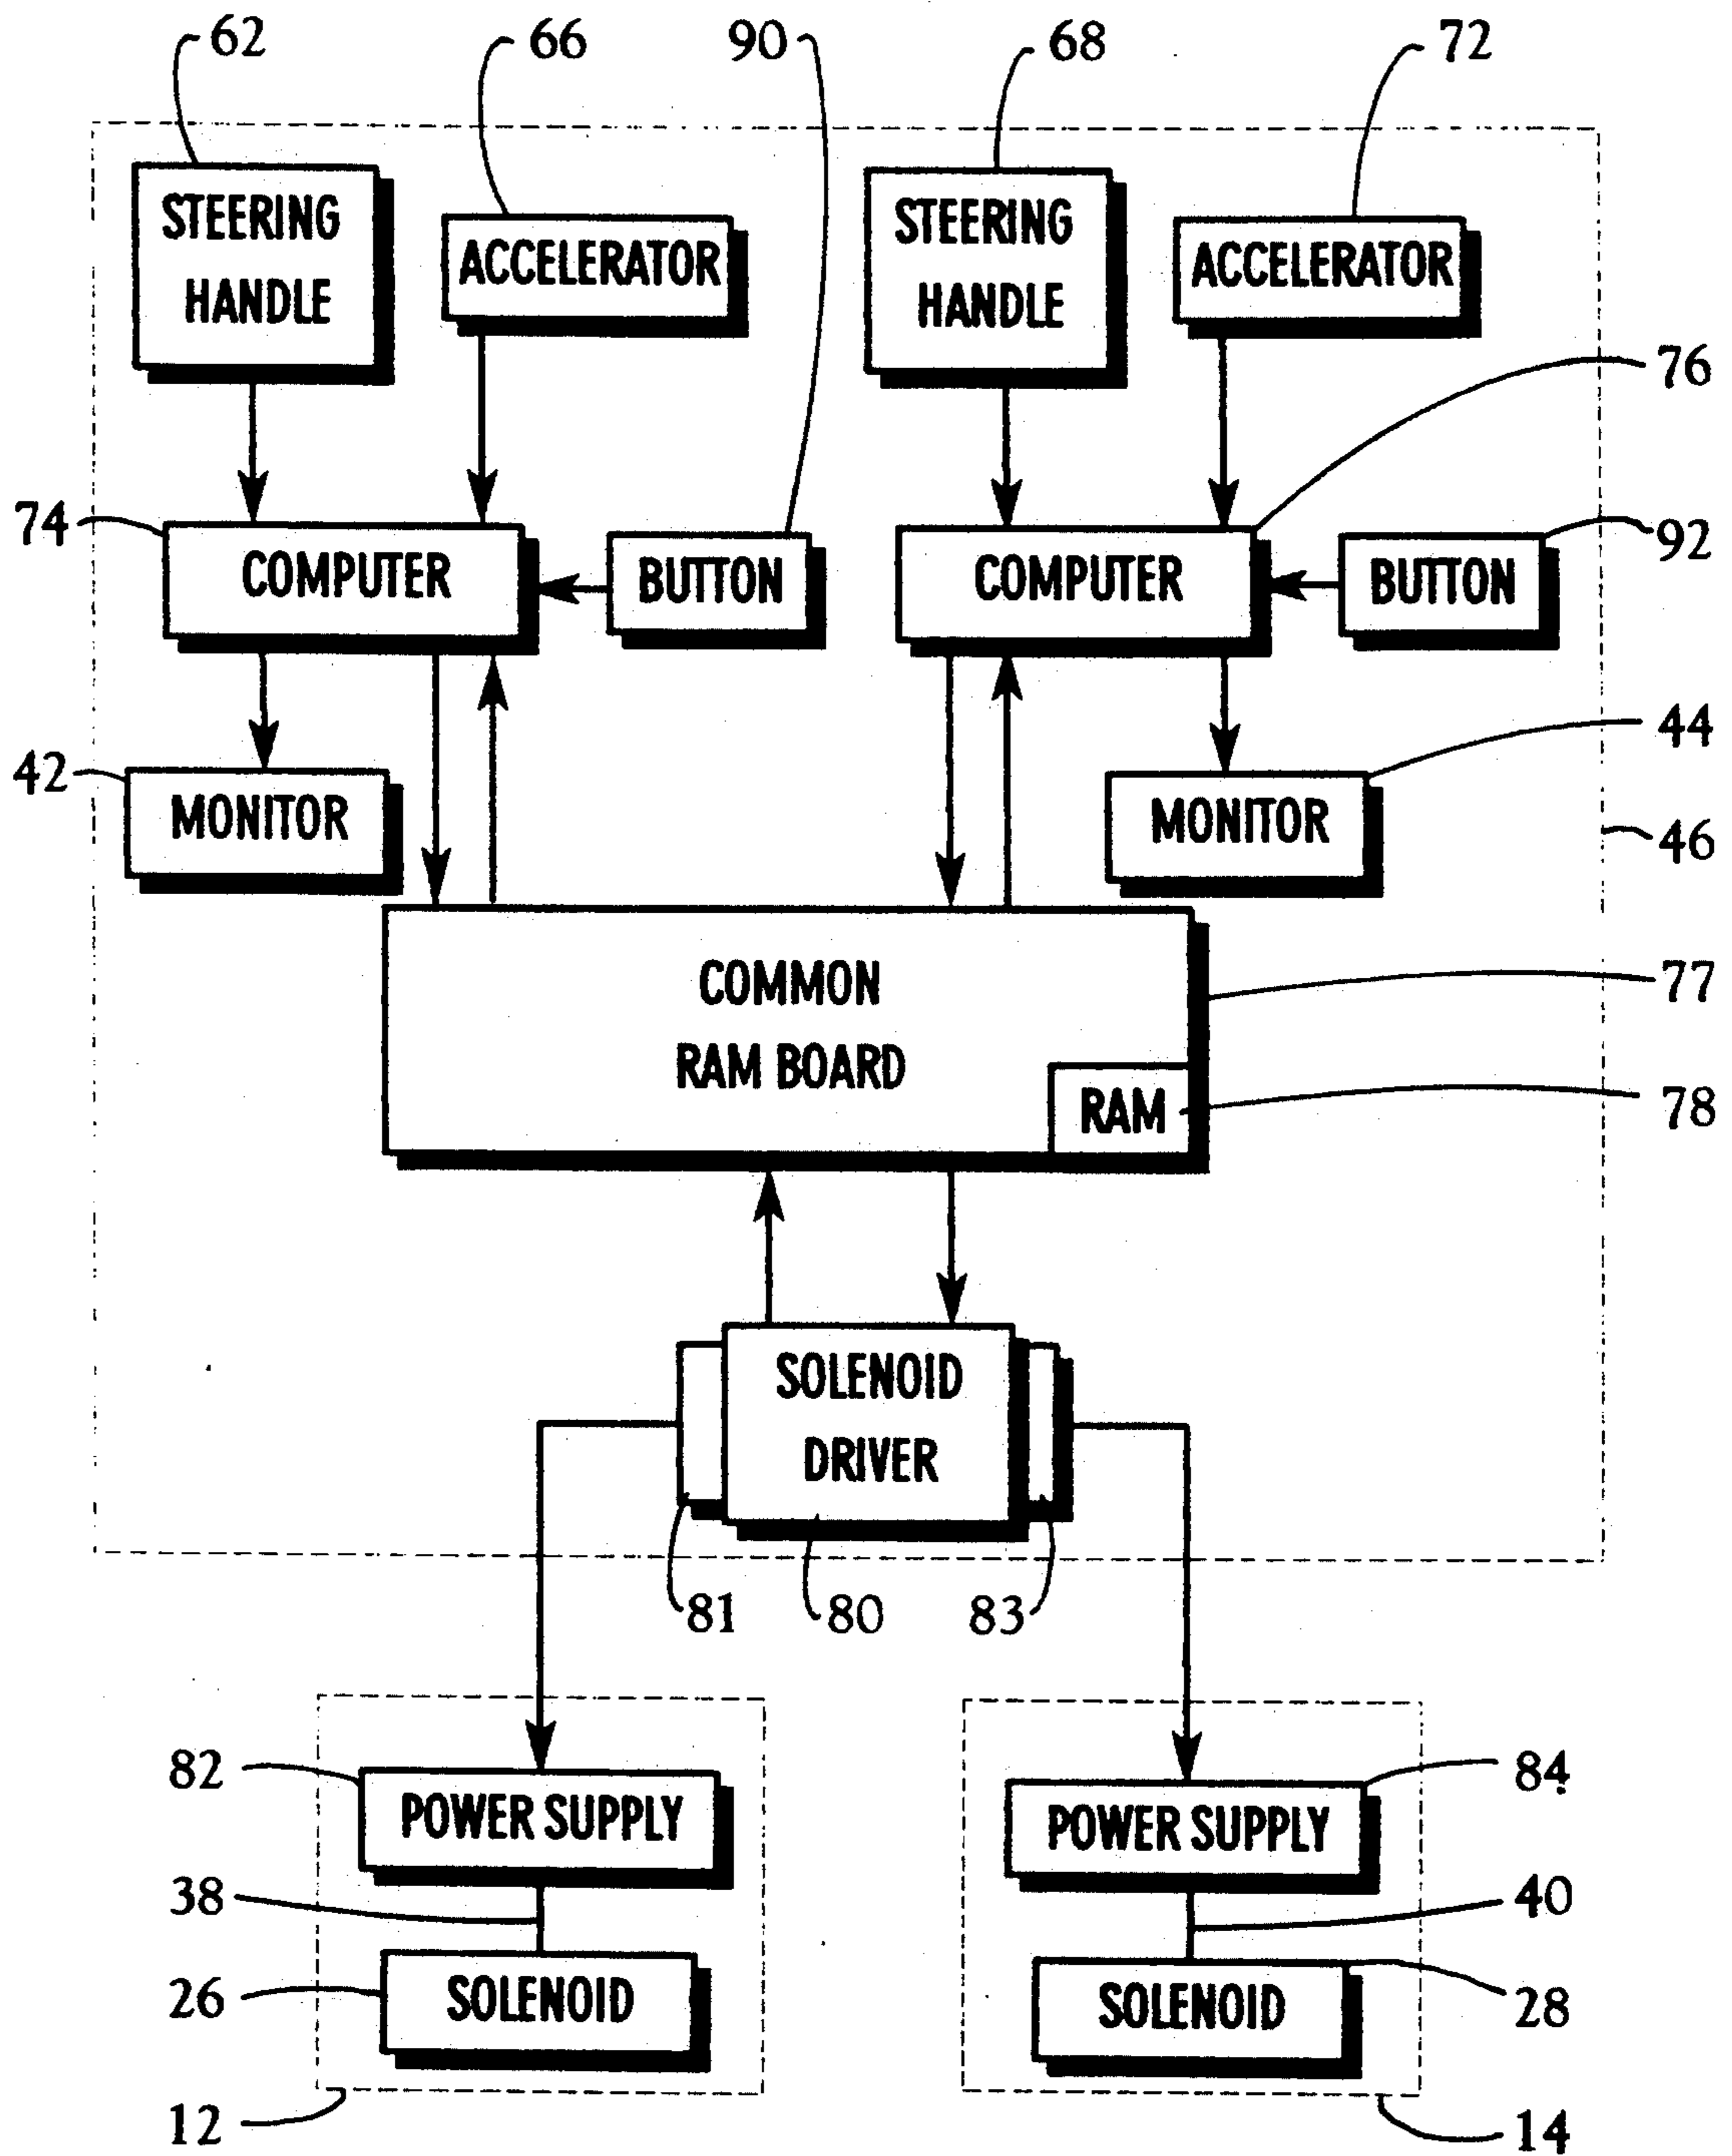 62
66
90
68
72
STEERING
HANDLE
ACCELERATOR
STEERING
HANDLE
ACCELERATOR
76
74
COMPUTER
BUTTON
COMPUTER
BUTTON
92
42
MONITOR
MONITOR
44
46
COMMON
RAM BOARD
77
RAM
78
SOLENOID
DRIVER
81
80
83
82
POWER SUPPLY
POWER SUPPLY
84
38
40
26
SOLENOID
SOLENOID
28
12
14